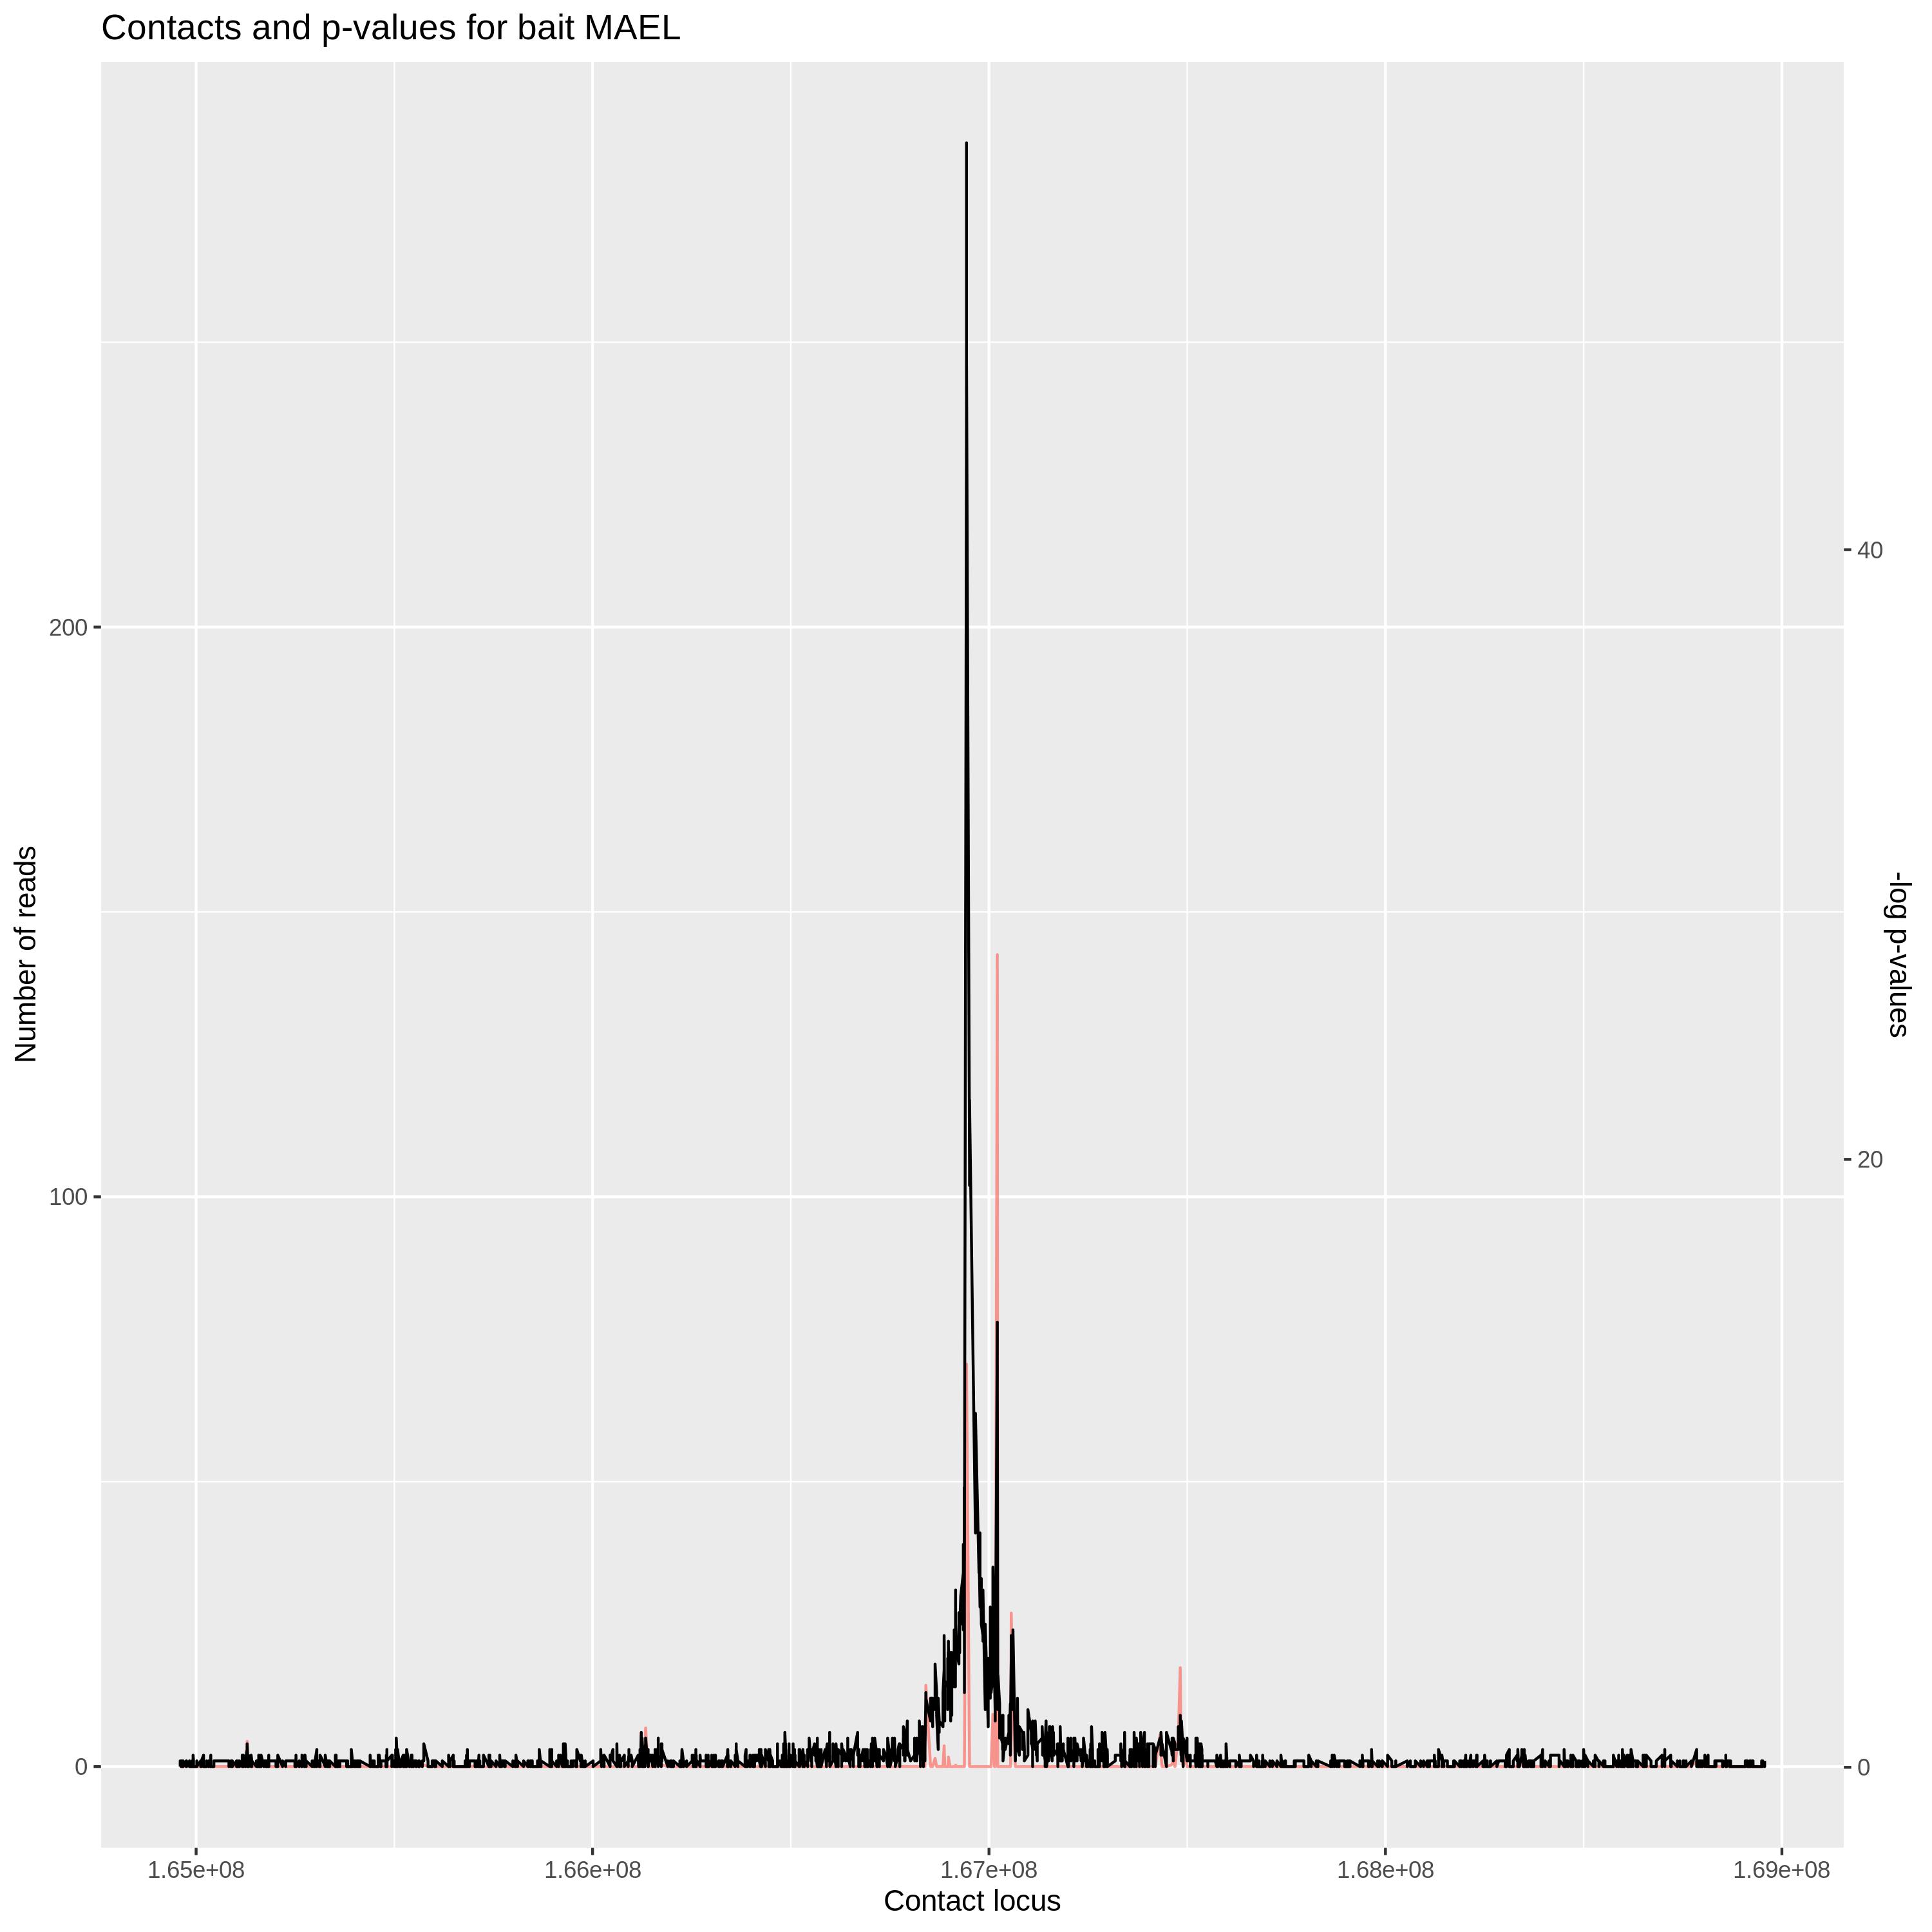 Contacts and p-values for bait MAEL
Number of reads
200
100
0
-log p-values
40
20
0
1.65e+08
1.66e+08
1.67e+08
1.68e+08
1.69e+08
Contact locus